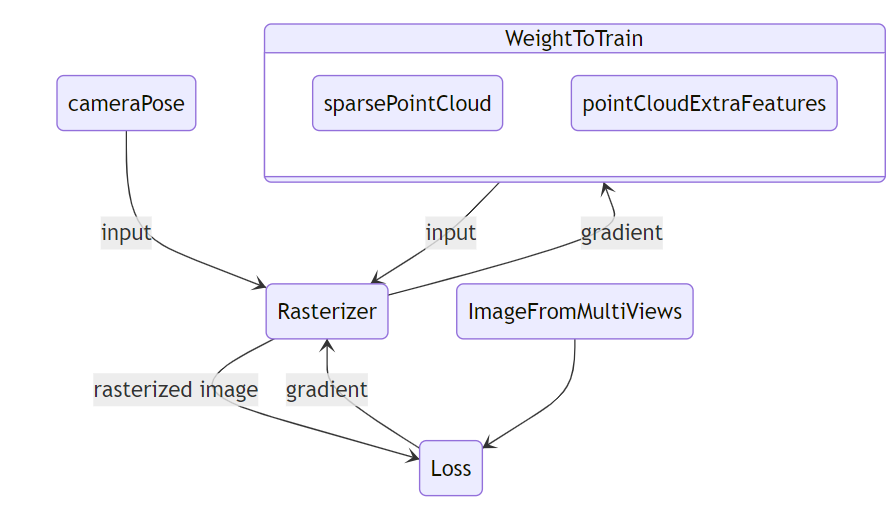 WeightToTrain
cameraPose
sparsePointCloud
pointCloudExtraFeatures
input
input
gradient
Rasterizer
ImageFromMultiViews
rasterized image
gradient
Loss